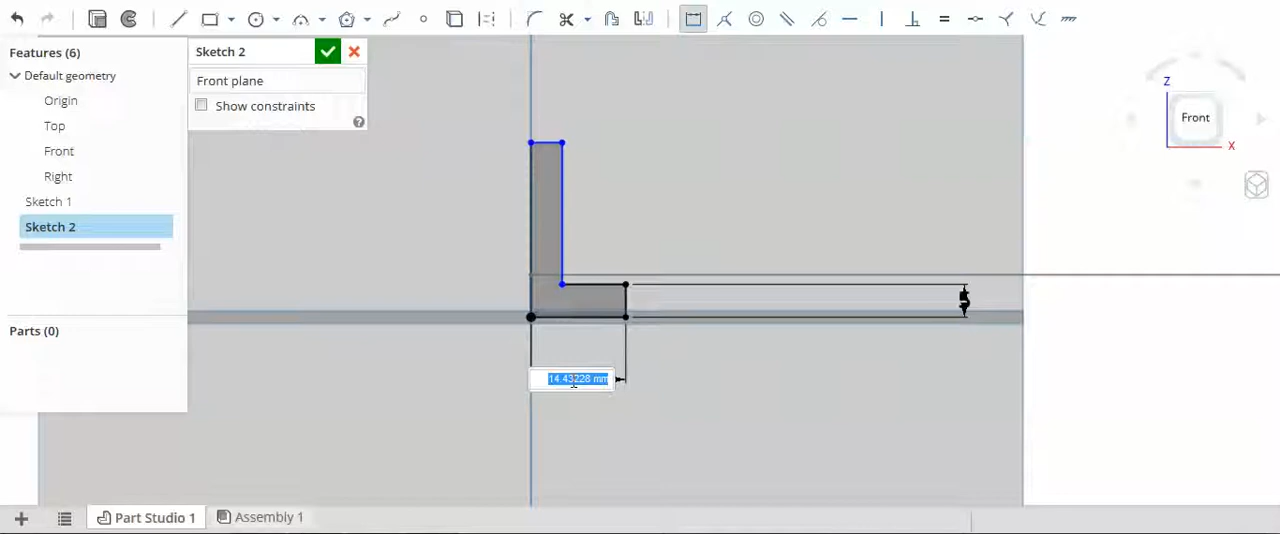 Features (6)
Default geometry
Origin
Top
Front
Right
Sketch 1
Sketch 2
Parts (0)
Sketch 2
Front plane
Show constraints
Z
Front
X
5
14.43228 mm
Part Studio 1
Assembly 1